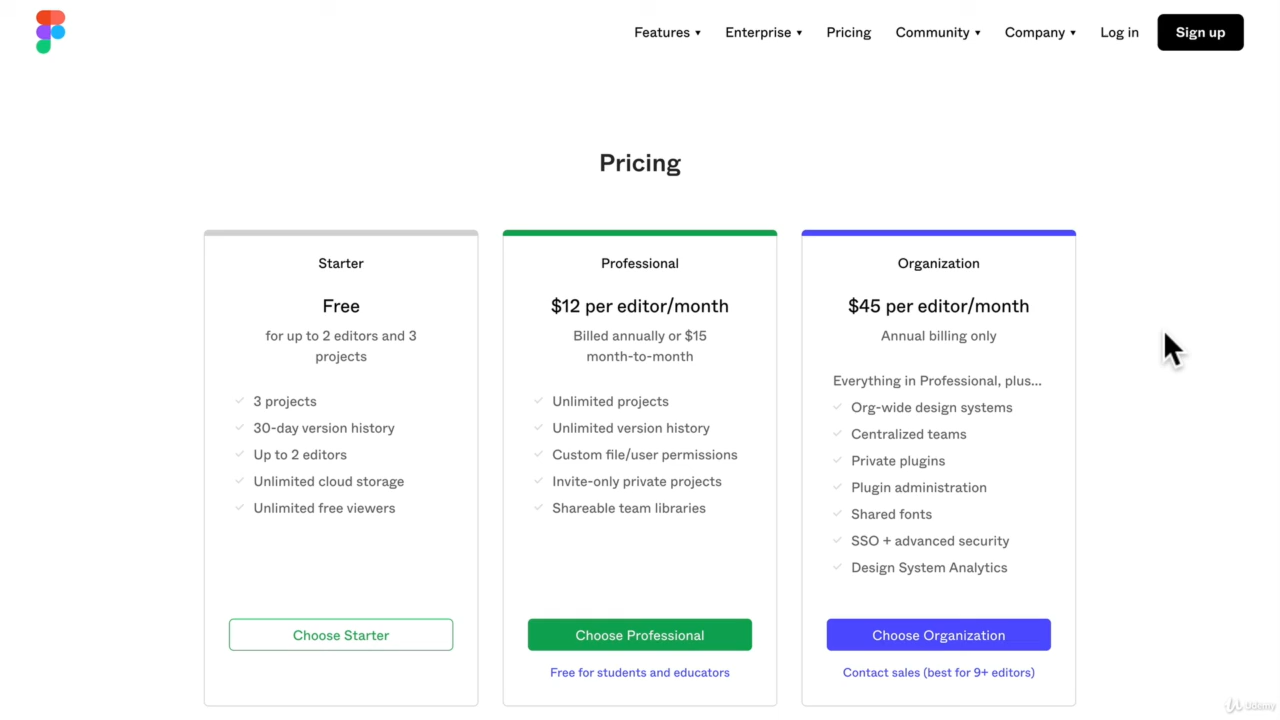 Features ▾ Enterprise ▾ Pricing Community ▾ Company ▾ Log in Sign up
Pricing
Starter
Free
for up to 2 editors and 3
projects
3 projects
30-day version history
Up to 2 editors
Unlimited cloud storage
Unlimited free viewers
Choose Starter
Professional
$12 per editor/month
Billed annually or $15
month-to-month
Unlimited projects
Unlimited version history
Custom file/user permissions
Invite-only private projects
Shareable team libraries
Choose Professional
Free for students and educators
Organization
$45 per editor/month
Annual billing only
Everything in Professional, plus...
Org-wide design systems
Centralized teams
Private plugins
Plugin administration
Shared fonts
SSO + advanced security
Design System Analytics
Choose Organization
Contact sales (best for 9+ editors)
Udemy